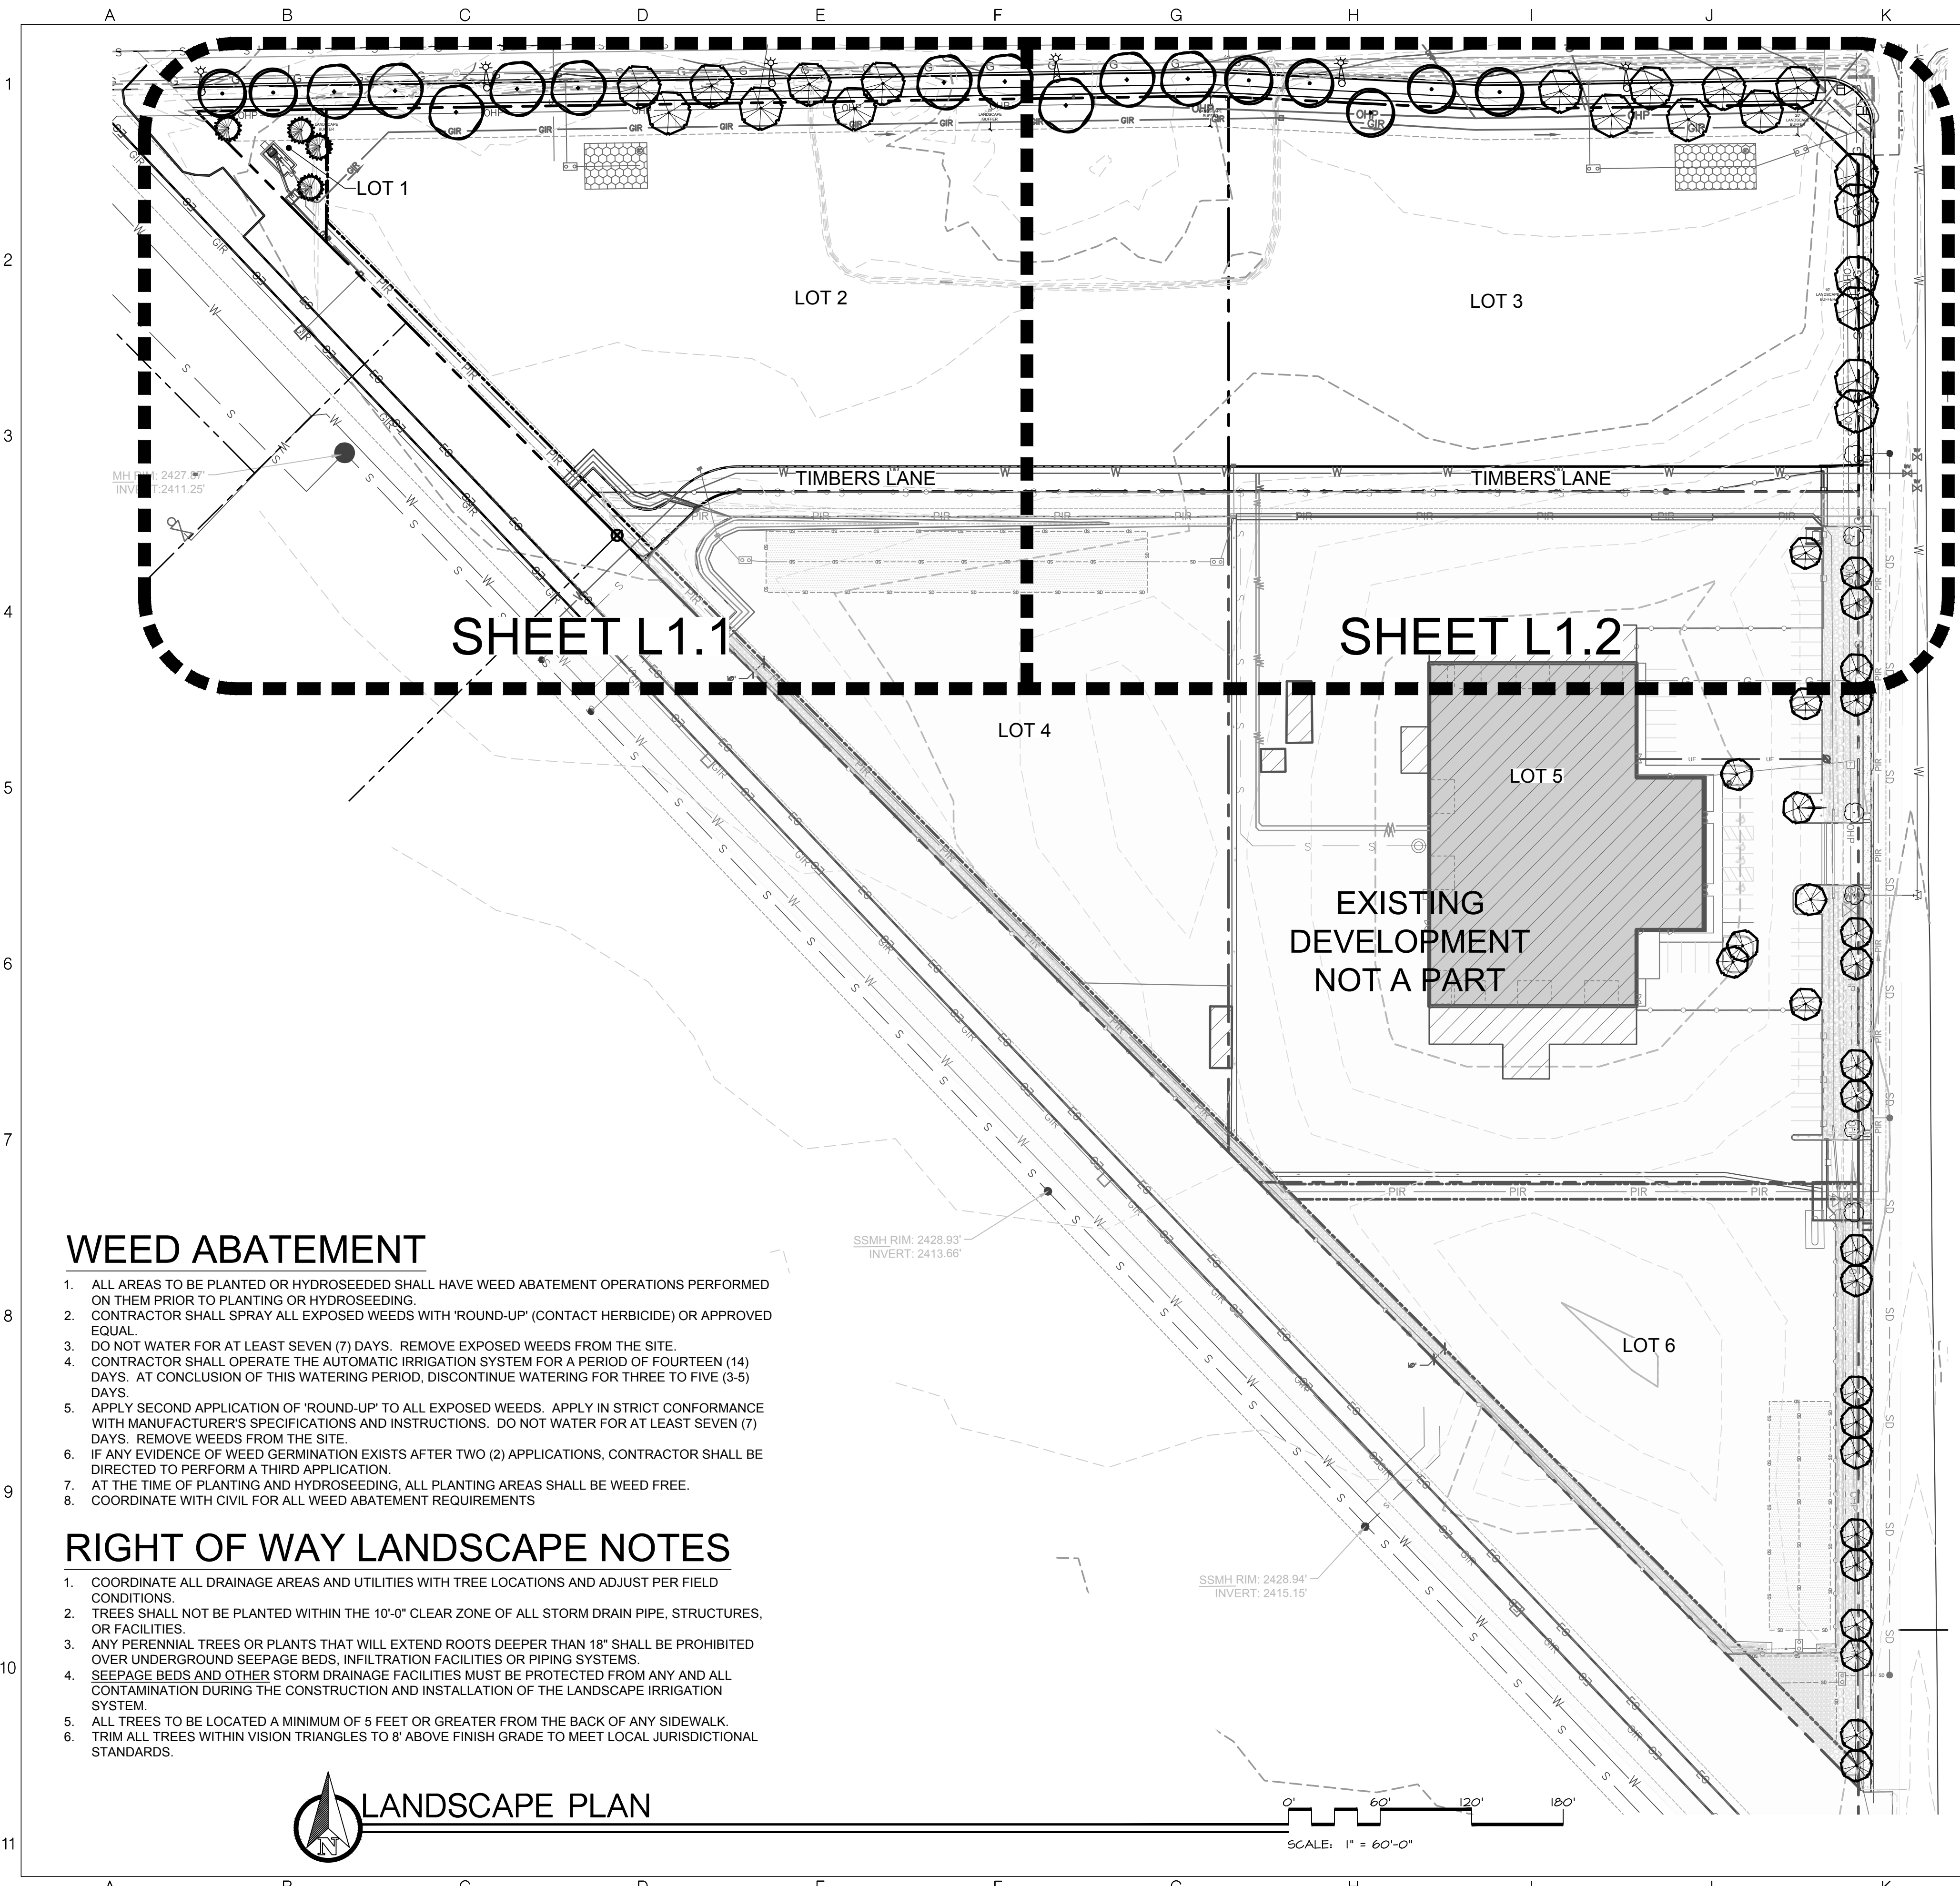 A B C D E F G H I J K
1
LOT 1
2
LOT 2
LOT 3
3
MH RIM: 2427.87'
INVERT:2411.25'
TIMBERS LANE
TIMBERS LANE
4
SHEET L1.1
SHEET L1.2
LOT 4
5
LOT 5
EXISTING
DEVELOPMENT
NOT A PART
6
7
SSMH RIM: 2428.93'
INVERT: 2413.66'
8
LOT 6
9
SSMH RIM: 2428.94'
INVERT: 2415.15'
10
11
WEED ABATEMENT
1. ALL AREAS TO BE PLANTED OR HYDROSEEDED SHALL HAVE WEED ABATEMENT OPERATIONS PERFORMED
ON THEM PRIOR TO PLANTING OR HYDROSEEDING.
2. CONTRACTOR SHALL SPRAY ALL EXPOSED WEEDS WITH 'ROUND-UP' (CONTACT HERBICIDE) OR APPROVED
EQUAL.
3. DO NOT WATER FOR AT LEAST SEVEN (7) DAYS. REMOVE EXPOSED WEEDS FROM THE SITE.
4. CONTRACTOR SHALL OPERATE THE AUTOMATIC IRRIGATION SYSTEM FOR A PERIOD OF FOURTEEN (14)
DAYS. AT CONCLUSION OF THIS WATERING PERIOD, DISCONTINUE WATERING FOR THREE TO FIVE (3-5)
DAYS.
5. APPLY SECOND APPLICATION OF 'ROUND-UP' TO ALL EXPOSED WEEDS. APPLY IN STRICT CONFORMANCE
WITH MANUFACTURER'S SPECIFICATIONS AND INSTRUCTIONS. DO NOT WATER FOR AT LEAST SEVEN (7)
DAYS. REMOVE WEEDS FROM THE SITE.
6. IF ANY EVIDENCE OF WEED GERMINATION EXISTS AFTER TWO (2) APPLICATIONS, CONTRACTOR SHALL BE
DIRECTED TO PERFORM A THIRD APPLICATION.
7. AT THE TIME OF PLANTING AND HYDROSEEDING, ALL PLANTING AREAS SHALL BE WEED FREE.
8. COORDINATE WITH CIVIL FOR ALL WEED ABATEMENT REQUIREMENTS
RIGHT OF WAY LANDSCAPE NOTES
1. COORDINATE ALL DRAINAGE AREAS AND UTILITIES WITH TREE LOCATIONS AND ADJUST PER FIELD
CONDITIONS.
2. TREES SHALL NOT BE PLANTED WITHIN THE 10'-0" CLEAR ZONE OF ALL STORM DRAIN PIPE, STRUCTURES,
OR FACILITIES.
3. ANY PERENNIAL TREES OR PLANTS THAT WILL EXTEND ROOTS DEEPER THAN 18" SHALL BE PROHIBITED
OVER UNDERGROUND SEEPAGE BEDS, INFILTRATION FACILITIES OR PIPING SYSTEMS.
4. SEEPAGE BEDS AND OTHER STORM DRAINAGE FACILITIES MUST BE PROTECTED FROM ANY AND ALL
CONTAMINATION DURING THE CONSTRUCTION AND INSTALLATION OF THE LANDSCAPE IRRIGATION
SYSTEM.
5. ALL TREES TO BE LOCATED A MINIMUM OF 5 FEET OR GREATER FROM THE BACK OF ANY SIDEWALK.
6. TRIM ALL TREES WITHIN VISION TRIANGLES TO 8' ABOVE FINISH GRADE TO MEET LOCAL JURISDICTIONAL
STANDARDS.
N
LANDSCAPE PLAN
0' 60' 120' 180'
SCALE: 1" = 60'-0"